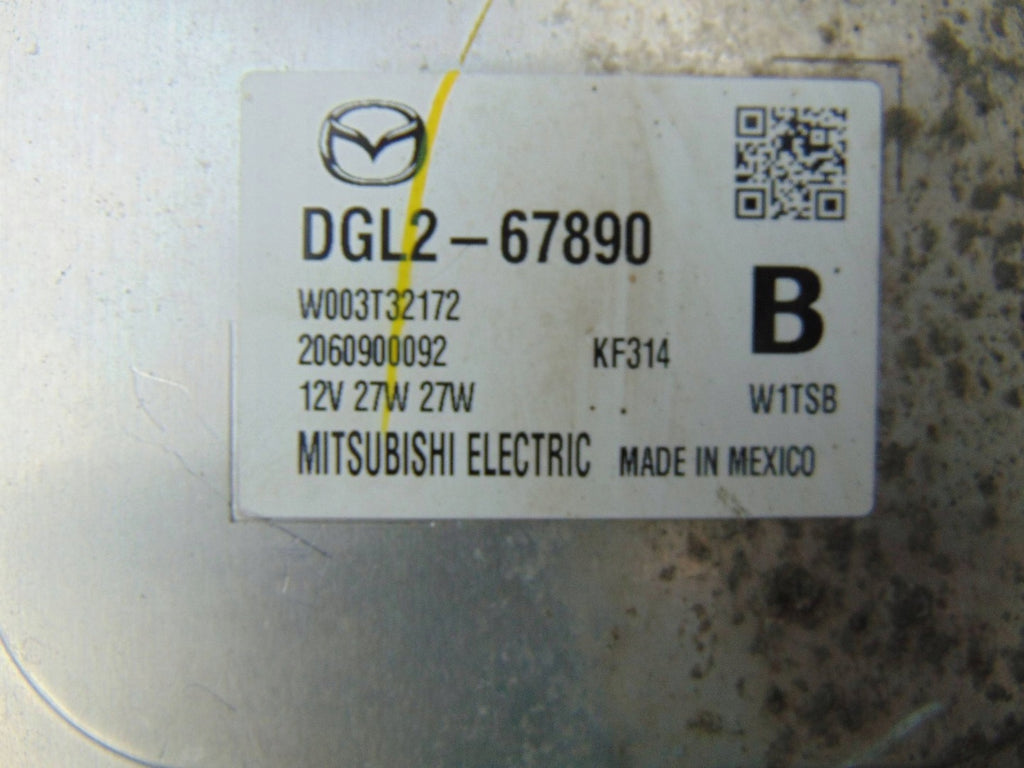 DGL2-67890
W003T32172
B
2060900092 KF314
12V 27W 27W W1TSB
MITSUBISHI ELECTRIC MADE IN MEXICO